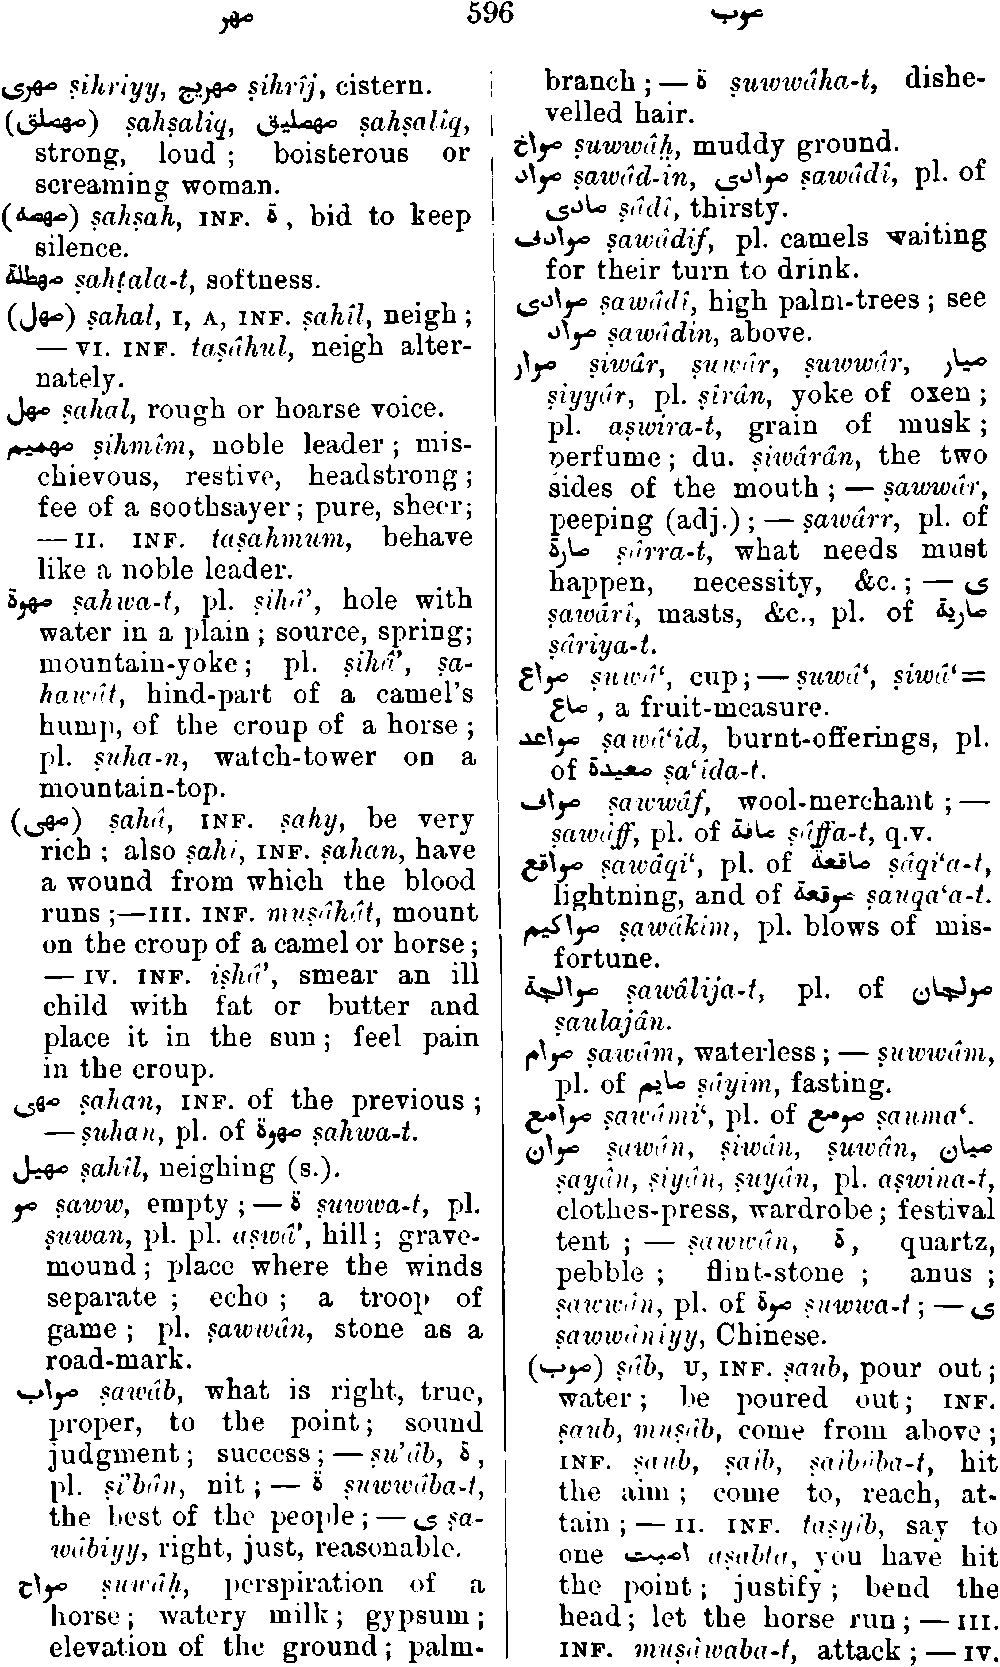 صهر 596 صوب
صهرى ṣihriyy, صهريج ṣihrîj, cistern.
(صهصلق) ṣahṣaliq, صهصليق ṣahṣalîq,
strong, loud ; boisterous or
screaming woman.
(صهصه) ṣahṣah, INF. ة, bid to keep
silence.
صهطلة ṣahṭala-t, softness.
(صهل) ṣahal, I, A, INF. ṣahîl, neigh ;
— VI. INF. taṣâhul, neigh alter-
nately.
صهل ṣahal, rough or hoarse voice.
صهميم ṣihmîm, noble leader ; mis-
chievous, restive, headstrong ;
fee of a soothsayer ; pure, sheer;
— II. INF. taṣahmum, behave
like a noble leader.
صهوة ṣahwa-t, pl. ṣihâ’, hole with
water in a plain ; source, spring;
mountain-yoke ; pl. ṣihâ’, ṣa-
hawât, hind-part of a camel's
hump, of the croup of a horse ;
pl. ṣuha-n, watch-tower on a
mountain-top.
(صهى) ṣahâ, INF. ṣahy, be very
rich ; also ṣahi, INF. ṣahan, have
a wound from which the blood
runs ;—III. INF. muṣâhât, mount
on the croup of a camel or horse ;
— IV. INF. iṣhâ’, smear an ill
child with fat or butter and
place it in the sun ; feel pain
in the croup.
صهى ṣahan, INF. of the previous ;
— ṣuhan, pl. of صهوة ṣahwa-t.
صهيل ṣahîl, neighing (s.).
صو ṣaww, empty ; — ة ṣuwwa-t, pl.
ṣuwan, pl. pl. aṣwâ’, hill ; grave-
mound ; place where the winds
separate ; echo ; a troop of
game ; pl. ṣawwân, stone as a
road-mark.
صواب ṣawâb, what is right, true,
proper, to the point ; sound
judgment ; success ; — ṣu’âb, ة,
pl. ṣi’bân, nit ; — ة ṣuwwâba-t,
the best of the people ; — ى ṣa-
wâbiyy, right, just, reasonable.
صواح ṣuwâḥ, perspiration of a
horse ; watery milk ; gypsum ;
elevation of the ground ; palm-
branch ; — ة ṣuwwâḥa-t, dishe-
velled hair.
صواخ ṣuwwâḫ, muddy ground.
صواد ṣawâd-in, صوادى ṣawâdî, pl. of
صادى ṣâdî, thirsty.
صوادف ṣawâdif, pl. camels waiting
for their turn to drink.
صوادى ṣawâdî, high palm-trees ; see
صواد ṣawâdin, above.
صوار ṣiwâr, ṣuwâr, ṣuwwâr, صيار
ṣiyyâr, pl. ṣîrân, yoke of oxen ;
pl. aṣwira-t, grain of musk ;
perfume ; du. ṣiwârân, the two
sides of the mouth ; — ṣawwâr,
peeping (adj.) ; — ṣawârr, pl. of
صارة ṣârra-t, what needs must
happen, necessity, &c. ; — ى
ṣawârî, masts, &c., pl. of صارية
ṣâriya-t.
صواع ṣuwâ‘, cup ; — ṣuwâ‘, ṣiwâ‘ =
صاع , a fruit-measure.
صواعد ṣawâ‘id, burnt-offerings, pl.
of صعيدة ṣa‘îda-t.
صواف ṣawwâf, wool-merchant ; —
ṣawâff, pl. of صافة ṣâffa-t, q.v.
صواقع ṣawâqi‘, pl. of صاقعة ṣâqi‘a-t,
lightning, and of صوقعة ṣauqa‘a-t.
صواكيم ṣawâkim, pl. blows of mis-
fortune.
صوالجة ṣawâlija-t, pl. of صولجان
ṣaulajân.
صوام ṣawâm, waterless ; — ṣuwwâm,
pl. of صايم ṣâyim, fasting.
صوامع ṣawâmi‘, pl. of صومع ṣauma‘.
صوان ṣawân, ṣiwân, ṣuwân, صيان
ṣayân, ṣiyân, ṣuyân, pl. aṣwina-t,
clothes-press, wardrobe ; festival
tent ; — ṣawwân, ة, quartz,
pebble ; flint-stone ; anus ;
ṣawwân, pl. of صوة ṣuwwa-t ; — ى
ṣawwâniyy, Chinese.
(صوب) ṣâb, U, INF. ṣaub, pour out ;
water ; be poured out ; INF.
ṣaub, muṣâb, come from above ;
INF. ṣaub, ṣaib, ṣaibûba-t, hit
the aim ; come to, reach, at-
tain ; — II. INF. taṣyîb, say to
one اصبت aṣabta, you have hit
the point ; justify ; bend the
head ; let the horse run ; — III.
INF. muṣâwaba-t, attack ; — IV.